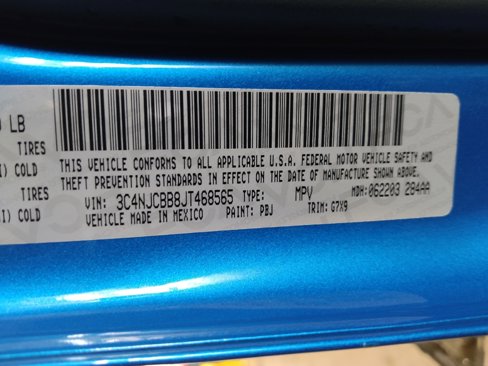 LB
TIRES
COLD
TIRES
COLD
THIS VEHICLE CONFORMS TO ALL APPLICABLE U.S.A. FEDERAL MOTOR VEHICLE SAFETY AND
THEFT PREVENTION STANDARDS IN EFFECT ON THE DATE OF MANUFACTURE SHOWN ABOVE.
VIN: 3C4NJCBB8JT468565 TYPE: MPV MDH: 062203 284AA
VEHICLE MADE IN MEXICO PAINT: PBJ TRIM: G7X9